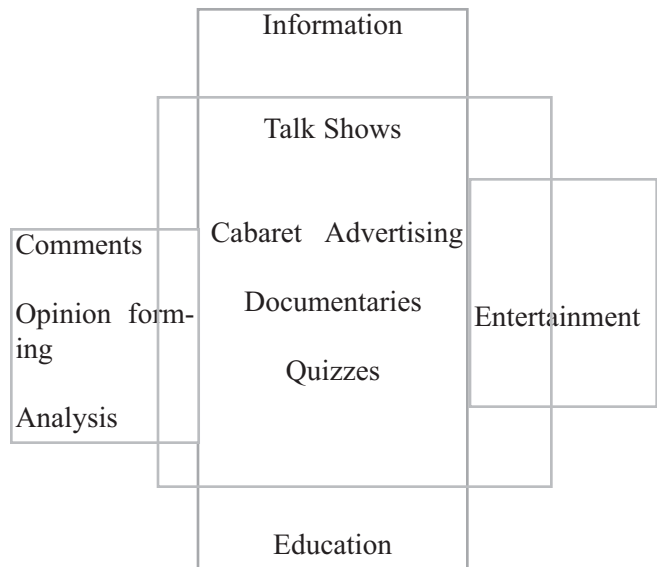 Information
Talk Shows
Cabaret Advertising
Comments
Documentaries
Opinion form-
ing
Entertainment
Quizzes
Analysis
Education